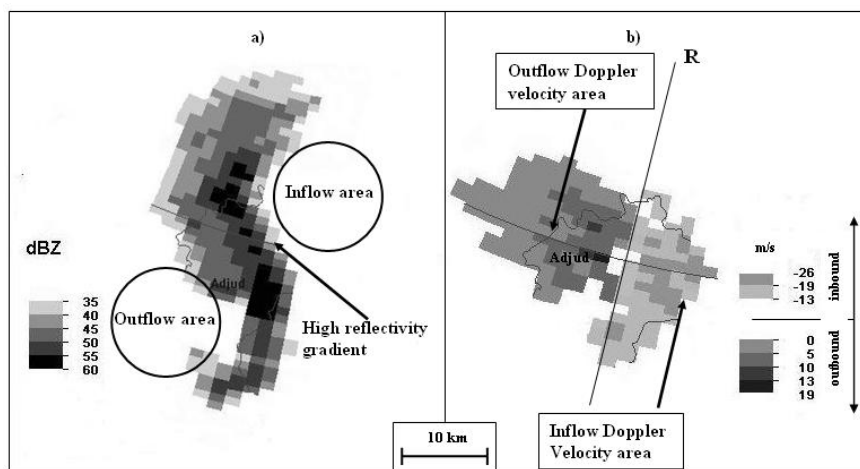 a)
Inflow area
dBZ
35
40
45
50
55
60
Adjud
Outflow area
High reflectivity
gradient
10 km
b)
R
Outflow Doppler
velocity area
Adjud
m/s
-26
-19
-13
inbound
0
5
10
13
19
outbound
Inflow Doppler
Velocity area